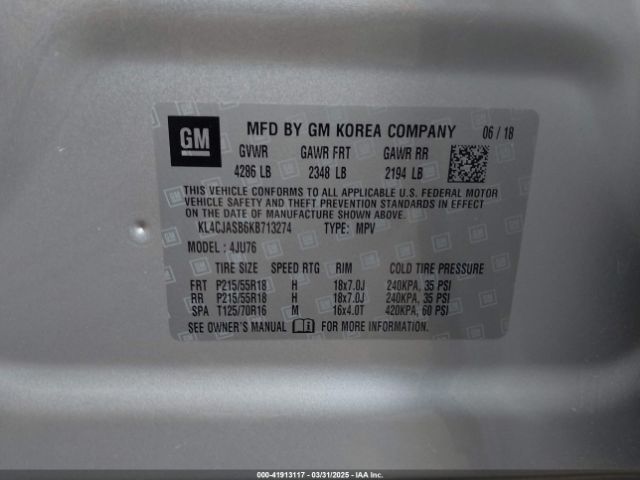 GM
MFD BY GM KOREA COMPANY 06 / 18
GVWR GAWR FRT GAWR RR
4286 LB 2348 LB 2194 LB
THIS VEHICLE CONFORMS TO ALL APPLICABLE U.S. FEDERAL MOTOR
VEHICLE SAFETY AND THEFT PREVENTION STANDARDS IN EFFECT
ON THE DATE OF MANUFACTURE SHOWN ABOVE.
KL4CJASB6KB713274 TYPE: MPV
MODEL : 4JU76
TIRE SIZE SPEED RTG RIM COLD TIRE PRESSURE
FRT P215/55R18 H 18x7.0J 240KPA, 35 PSI
RR P215/55R18 H 18x7.0J 240KPA, 35 PSI
SPA T125/70R16 M 16x4.0T 420KPA, 60 PSI
SEE OWNER'S MANUAL FOR MORE INFORMATION.
000-41913117 - 03/31/2025 - IAA Inc.